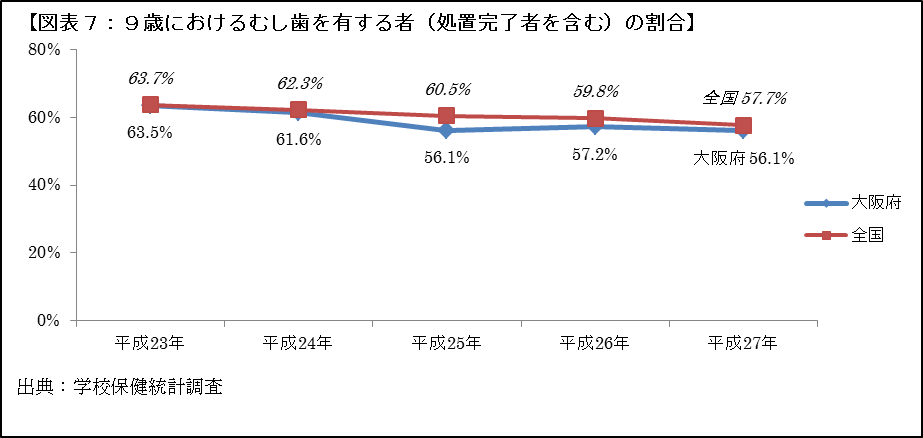 【図表７：９歳におけるむし歯を有する者（処置完了者を含む）の割合】
80%
60%
40%
20%
0%
63.7%
62.3%
60.5%
59.8%
全国 57.7%
63.5%
61.6%
56.1%
57.2%
大阪府 56.1%
大阪府
全国
平成23年
平成24年
平成25年
平成26年
平成27年
出典：学校保健統計調査